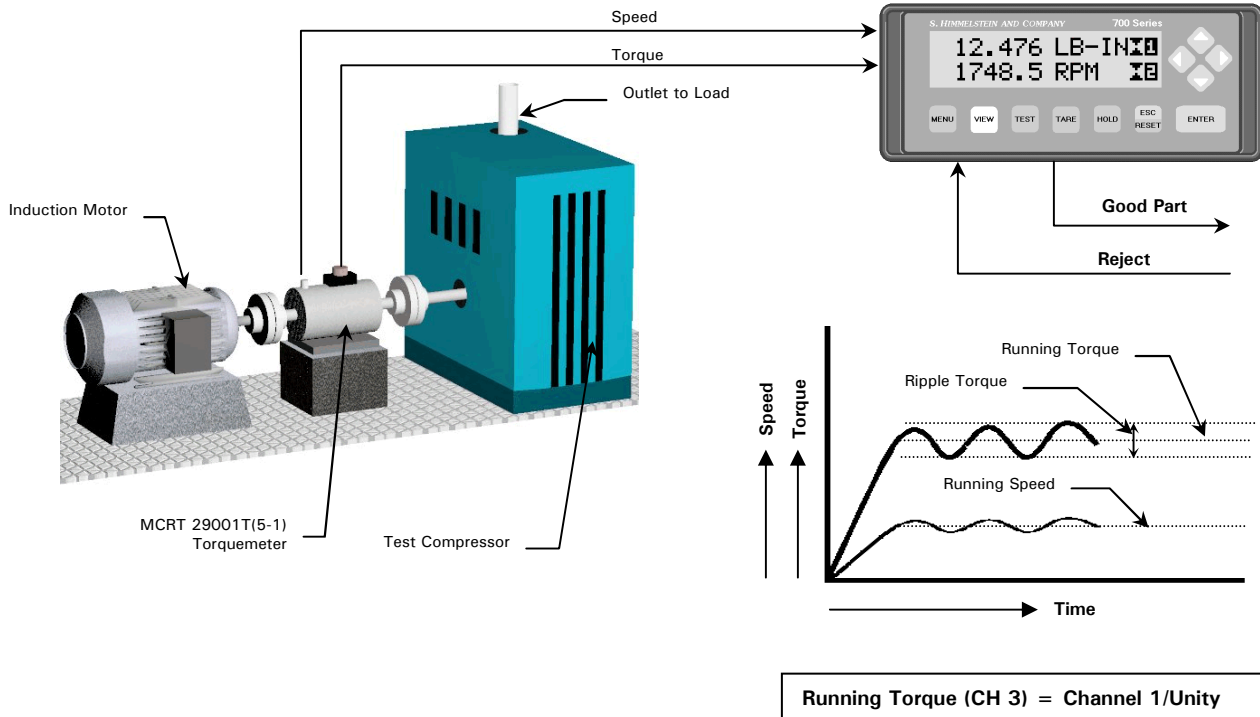 Speed
Torque
Outlet to Load
Induction Motor
MCRT 29001T(5-1)
Torquemeter
Test Compressor
S. HIMMELSTEIN AND COMPANY 700 Series
12.476 LB-IN 1
1748.5 RPM 2
MENU VIEW TEST TARE HOLD ESC RESET ENTER
Good Part
Reject
Running Torque
Ripple Torque
Running Speed
Speed
Torque
Time
Running Torque (CH 3) = Channel 1/Unity